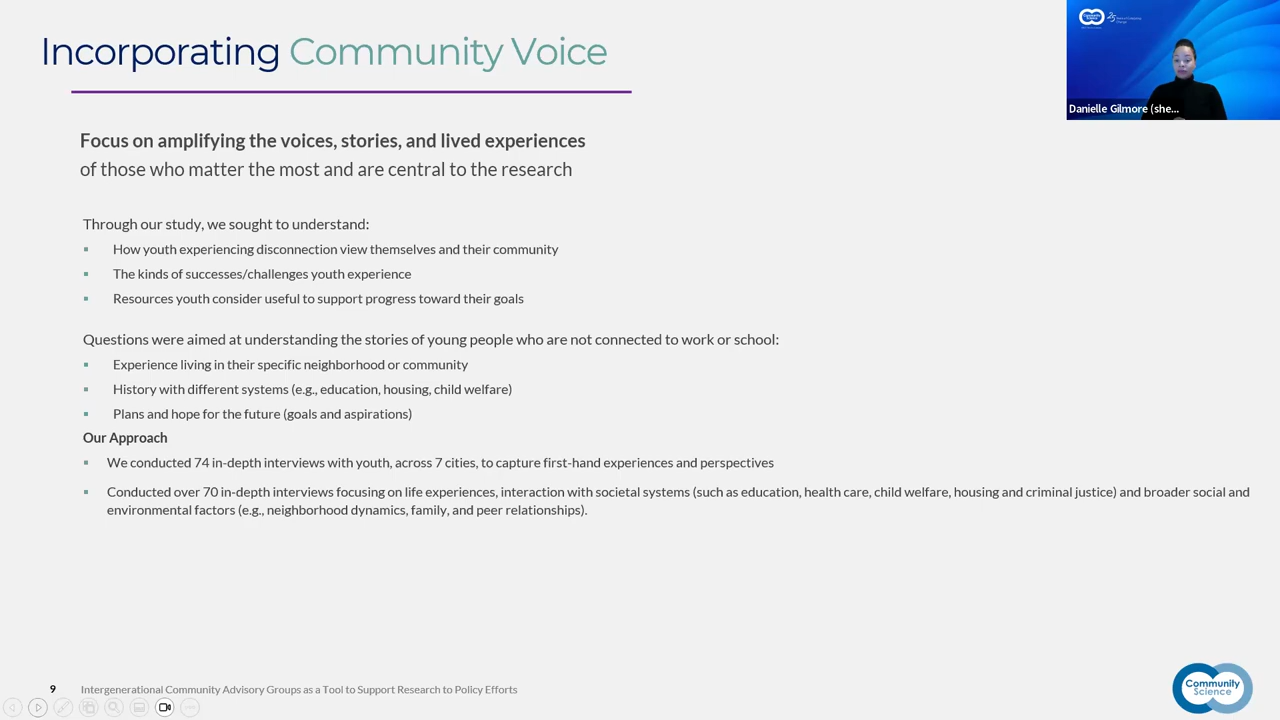 Incorporating Community Voice
Community
Science
25
Danielle Gilmore (she...
Focus on amplifying the voices, stories, and lived experiences
of those who matter the most and are central to the research
Through our study, we sought to understand:
▪ How youth experiencing disconnection view themselves and their community
▪ The kinds of successes/challenges youth experience
▪ Resources youth consider useful to support progress toward their goals
Questions were aimed at understanding the stories of young people who are not connected to work or school:
▪ Experience living in their specific neighborhood or community
▪ History with different systems (e.g., education, housing, child welfare)
▪ Plans and hope for the future (goals and aspirations)
Our Approach
▪ We conducted 74 in-depth interviews with youth, across 7 cities, to capture first-hand experiences and perspectives
▪ Conducted over 70 in-depth interviews focusing on life experiences, interaction with societal systems (such as education, health care, child welfare, housing and criminal justice) and broader social and
environmental factors (e.g., neighborhood dynamics, family, and peer relationships).
9 Intergenerational Community Advisory Groups as a Tool to Support Research to Policy Efforts
Community
Science